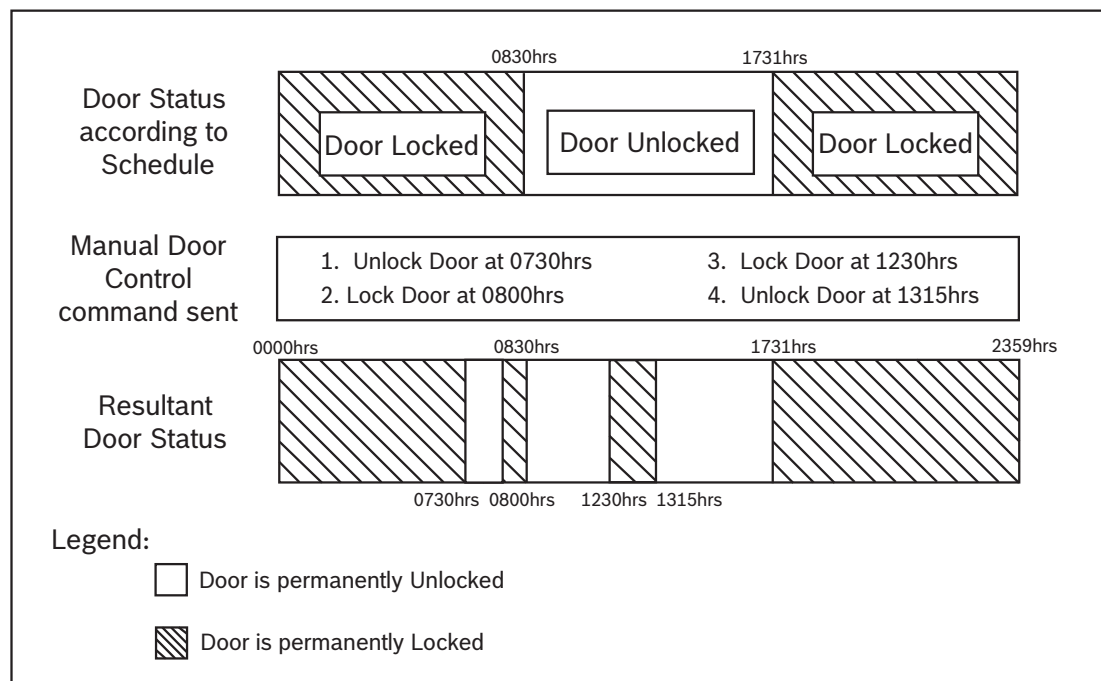 0830hrs 1731hrs
Door Status
according to
Schedule
Door Locked
Door Unlocked
Door Locked
Manual Door
Control
command sent
1. Unlock Door at 0730hrs
2. Lock Door at 0800hrs
3. Lock Door at 1230hrs
4. Unlock Door at 1315hrs
0000hrs 0830hrs 1731hrs 2359hrs
Resultant
Door Status
0730hrs 0800hrs 1230hrs 1315hrs
Legend:
Door is permanently Unlocked
Door is permanently Locked